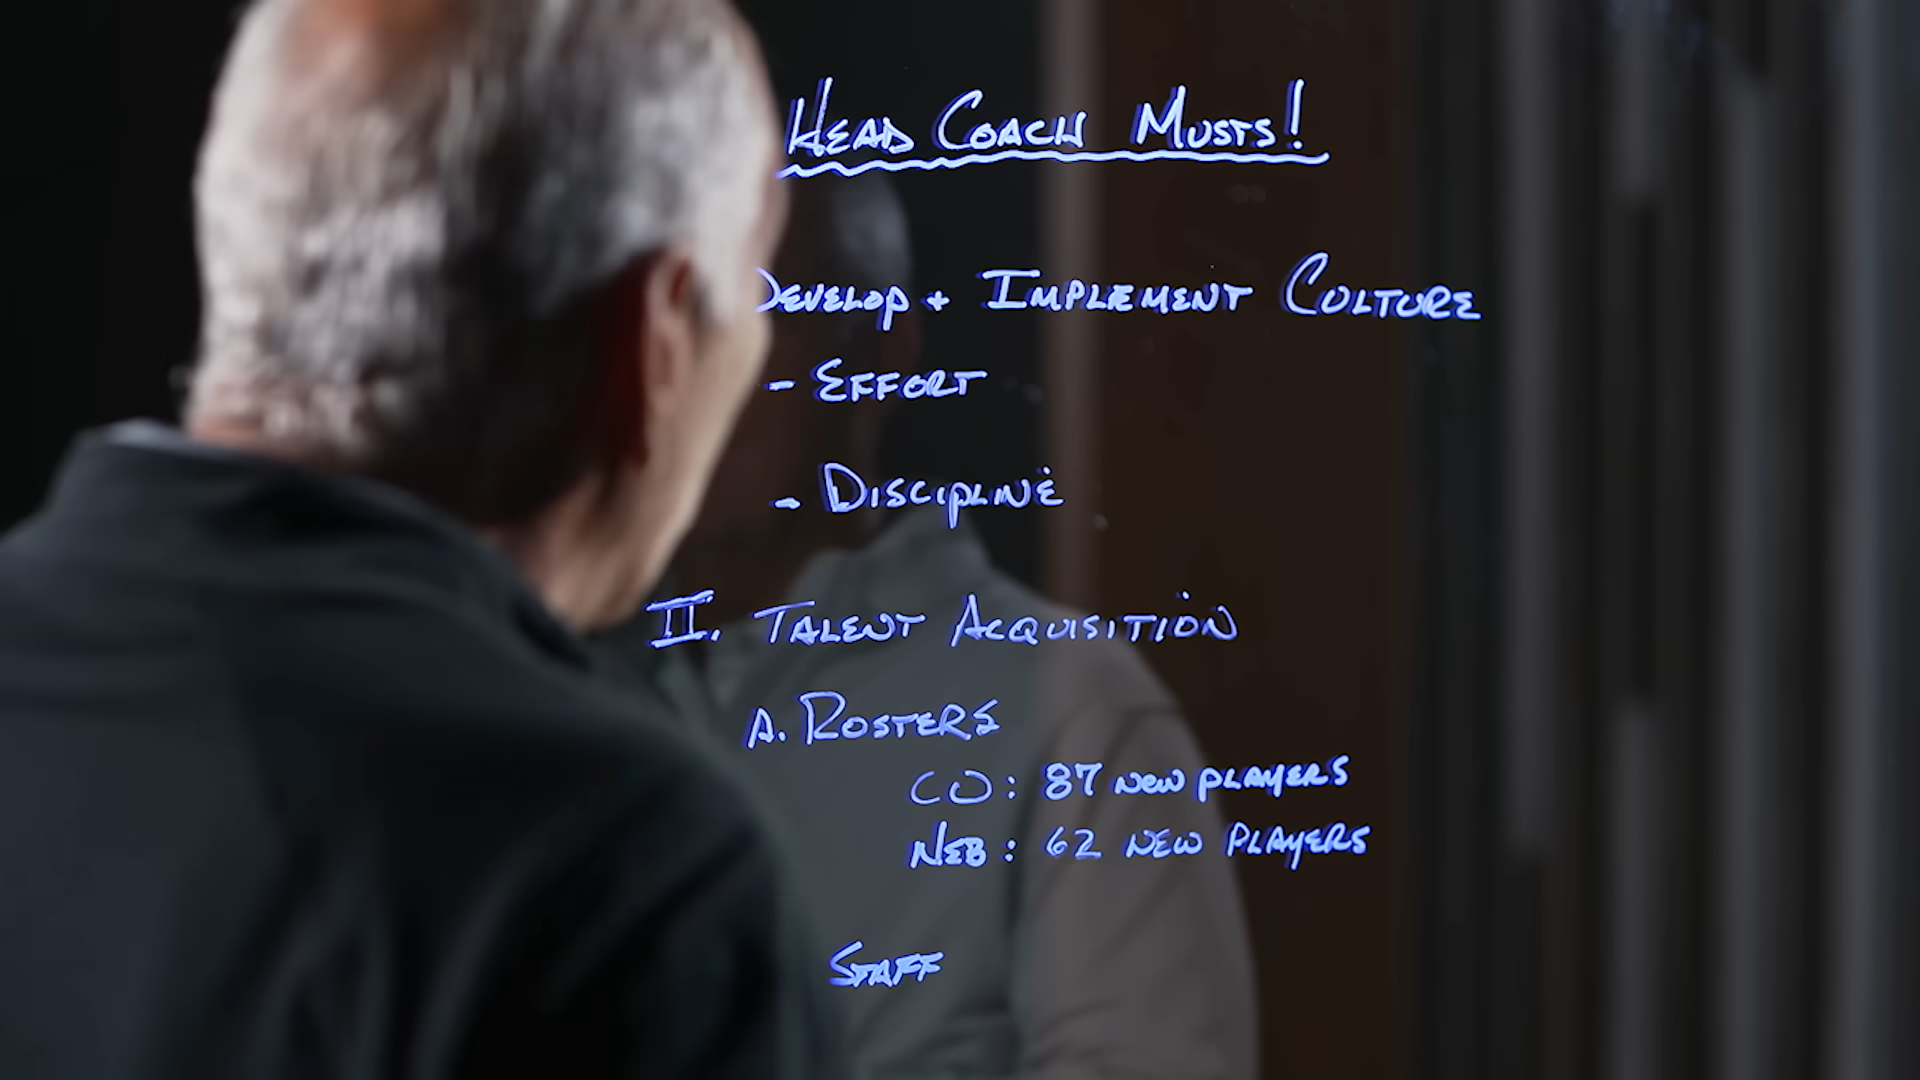 HEAD COACH MUSTS!
DEVELOP + IMPLEMENT CULTURE
- EFFORT
- DISCIPLINE
II. TALENT ACQUISITION
A. ROSTERS
CU: 87 NEW PLAYERS
NEB: 62 NEW PLAYERS
STAFF